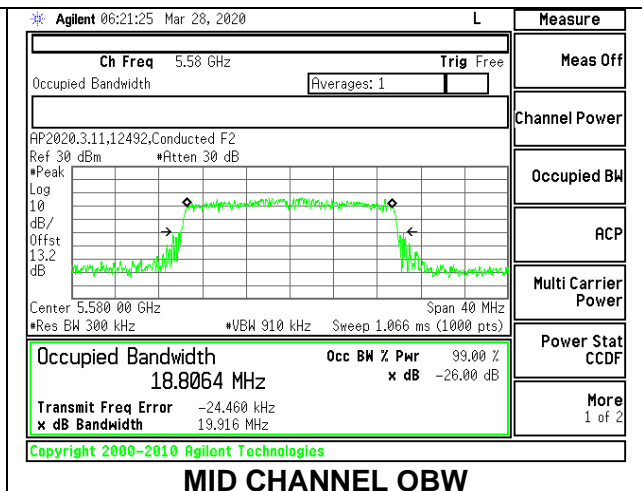 Agilent 06:21:25 Mar 28, 2020 L Measure
Ch Freq 5.58 GHz Trig Free
Occupied Bandwidth Averages: 1
Meas Off
Channel Power
Occupied BW
ACP
Multi Carrier
Power
Power Stat
CCDF
More
1 of 2
AP2020.3.11,12492,Conducted F2
Ref 30 dBm #Atten 30 dB
#Peak
Log
10
dB/
Offst
13.2
dB
Center 5.580 00 GHz Span 40 MHz
#Res BW 300 kHz #VBW 910 kHz Sweep 1.066 ms (1000 pts)
Occupied Bandwidth Occ BW % Pwr 99.00 %
18.8064 MHz x dB -26.00 dB
Transmit Freq Error -24.460 kHz
x dB Bandwidth 19.916 MHz
Copyright 2000-2010 Agilent Technologies
MID CHANNEL OBW